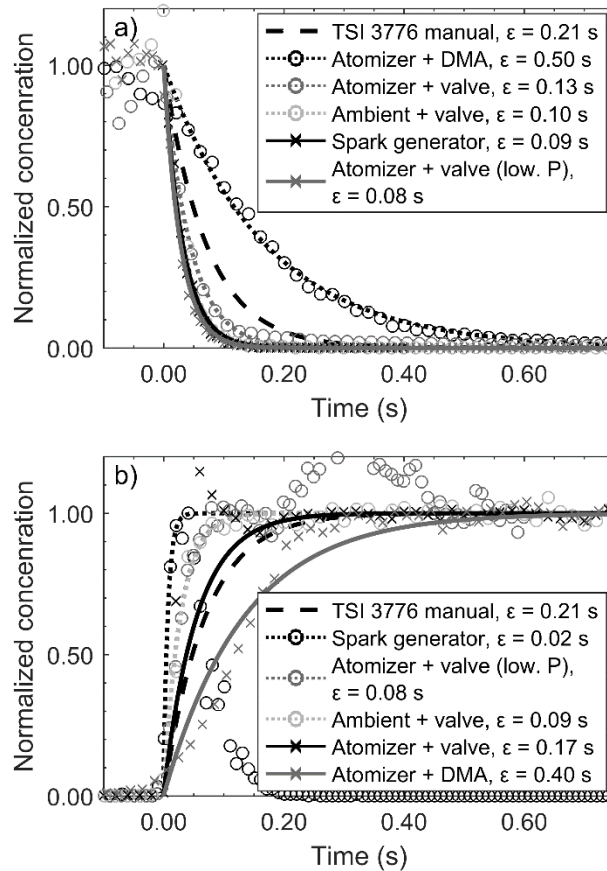 a)
TSI 3776 manual, ε = 0.21 s
Atomizer + DMA, ε = 0.50 s
Atomizer + valve, ε = 0.13 s
Ambient + valve, ε = 0.10 s
Spark generator, ε = 0.09 s
Atomizer + valve (low. P),
ε = 0.08 s
Normalized concenration
1.00
0.50
0.00
0.00 0.20 0.40 0.60
Time (s)
b)
TSI 3776 manual, ε = 0.21 s
Spark generator, ε = 0.02 s
Atomizer + valve (low. P),
ε = 0.08 s
Ambient + valve, ε = 0.09 s
Atomizer + valve, ε = 0.17 s
Atomizer + DMA, ε = 0.40 s
Normalized concenration
1.00
0.50
0.00
0.00 0.20 0.40 0.60
Time (s)